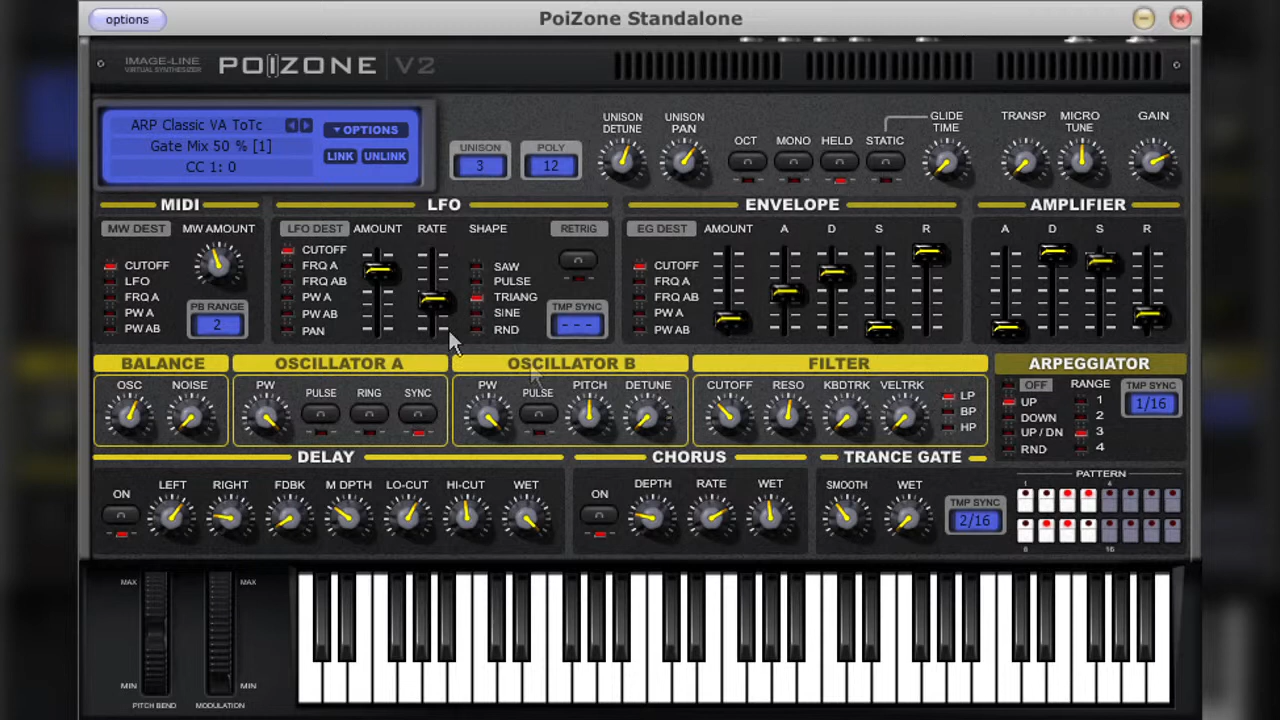 options
PoiZone Standalone
IMAGE-LINE
VIRTUAL SYNTHESIZER
POIZONE V2
ARP Classic VA ToTc
Gate Mix 50 % [1]
CC 1: 0
OPTIONS
LINK UNLINK
UNISON
3
POLY
12
UNISON
DETUNE
UNISON
PAN
OCT MONO HELD STATIC
GLIDE
TIME
TRANSP
MICRO
TUNE
GAIN
MIDI
MW DEST MW AMOUNT
CUTOFF
LFO
FRQ A
PW A
PW AB
PB RANGE
2
LFO
LFO DEST AMOUNT RATE SHAPE RETRIG
CUTOFF
FRQ A
FRQ AB
PW A
PW AB
PAN
SAW
PULSE
TRIANG
SINE
RND
TMP SYNC
- - -
ENVELOPE
EG DEST AMOUNT A D S R
CUTOFF
FRQ A
FRQ AB
PW A
PW AB
AMPLIFIER
A D S R
BALANCE
OSC NOISE
OSCILLATOR A
PW PULSE RING SYNC
OSCILLATOR B
PW PULSE PITCH DETUNE
FILTER
CUTOFF RESO KBDTRK VELTRK
LP
BP
HP
ARPEGGIATOR
OFF
UP
DOWN
UP / DN
RND
RANGE
1
2
3
4
TMP SYNC
1/16
DELAY
ON LEFT RIGHT FDBK M DPTH LO-CUT HI-CUT WET
CHORUS
ON DEPTH RATE WET
TRANCE GATE
SMOOTH WET
TMP SYNC
2/16
PATTERN
1 4
8 16
MAX MAX
MIN MIN
PITCH BEND MODULATION